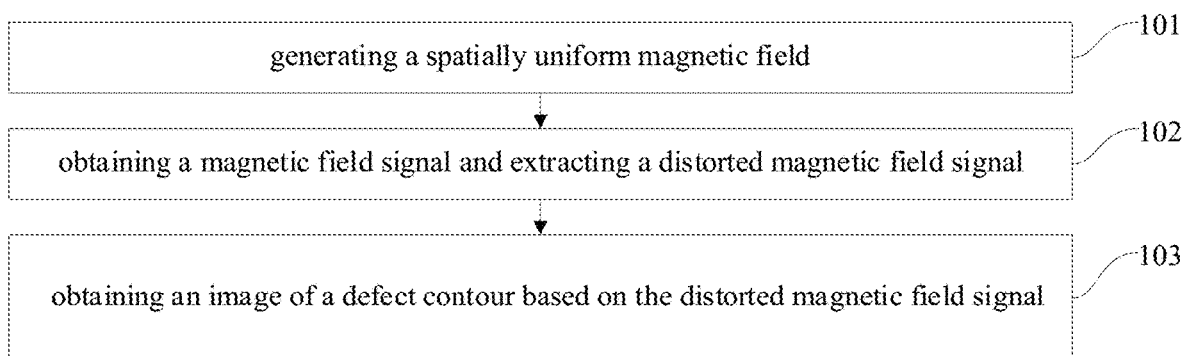 101
generating a spatially uniform magnetic field
102
obtaining a magnetic field signal and extracting a distorted magnetic field signal
103
obtaining an image of a defect contour based on the distorted magnetic field signal